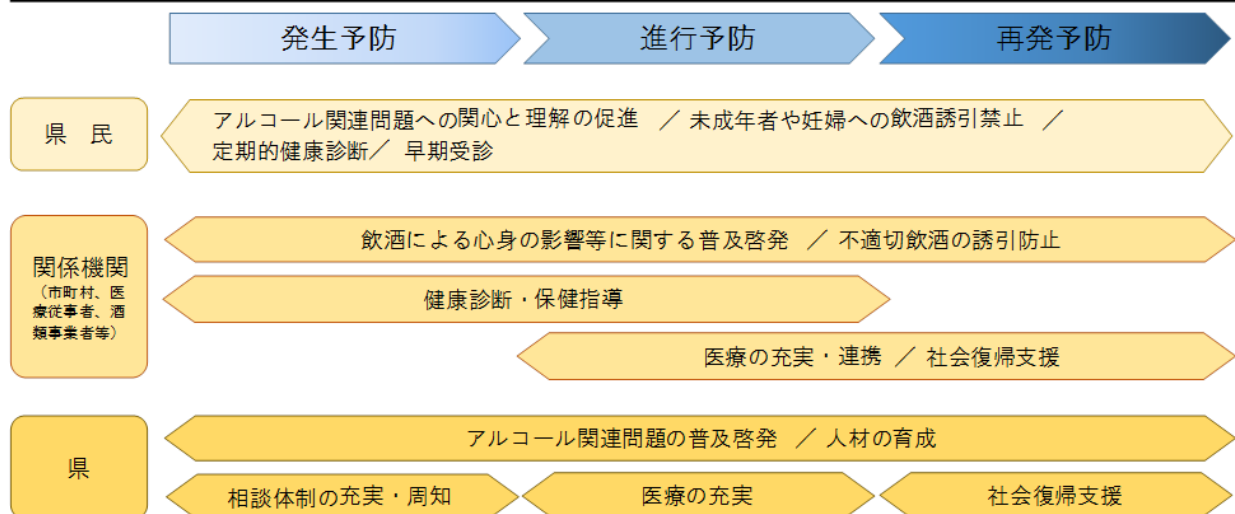 発生予防
進行予防
再発予防
県 民
アルコール関連問題への関心と理解の促進 ／ 未成年者や妊婦への飲酒誘引禁止 ／
定期的健康診断／ 早期受診
関係機関
（市町村、医
療従事者、酒
類事業者等）
飲酒による心身の影響等に関する普及啓発 ／ 不適切飲酒の誘引防止
健康診断・保健指導
医療の充実・連携 ／ 社会復帰支援
県
アルコール関連問題の普及啓発 ／ 人材の育成
相談体制の充実・周知
医療の充実
社会復帰支援